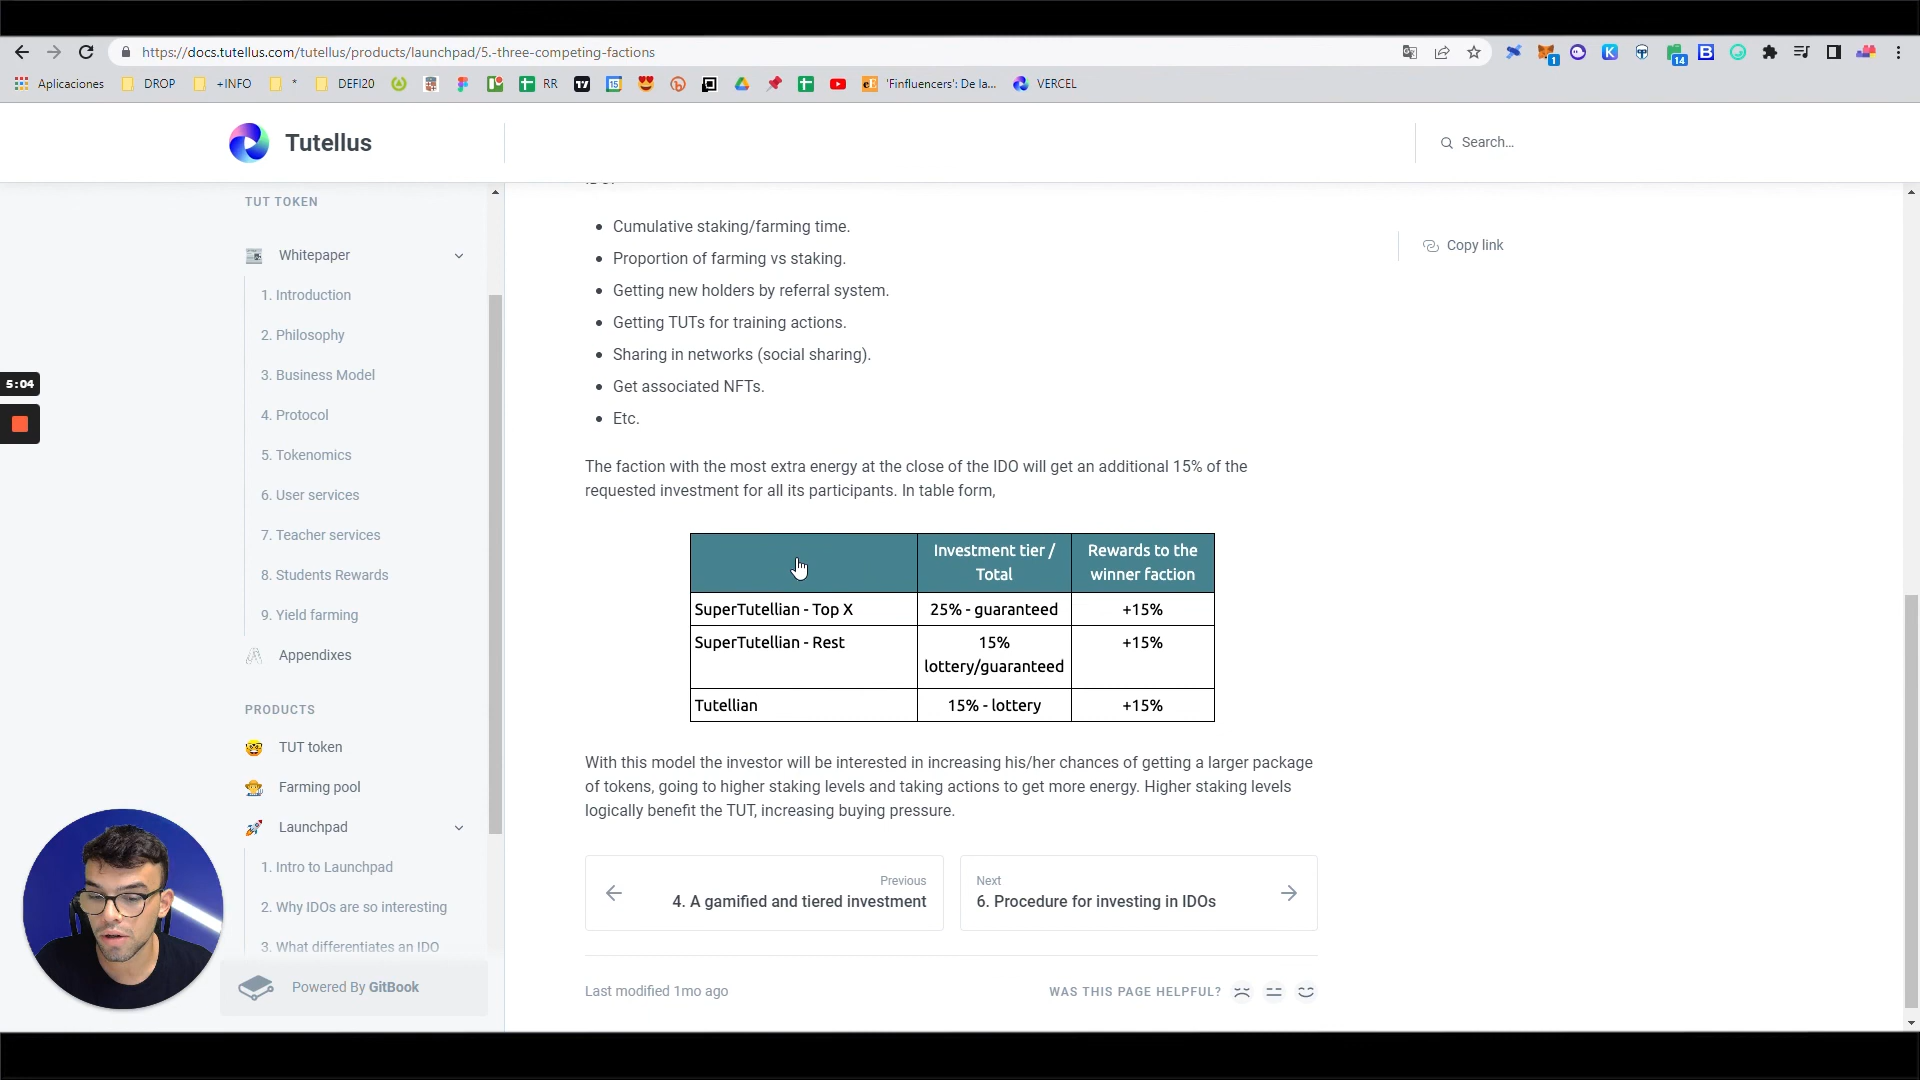 https://docs.tutellus.com/tutellus/products/launchpad/5.-three-competing-factions
1
14
Aplicaciones
DROP
+INFO
*
DEFI20
RR
15
'Finfluencers': De la...
VERCEL
Tutellus
Search...
TUT TOKEN
Whitepaper
1. Introduction
2. Philosophy
3. Business Model
4. Protocol
5. Tokenomics
6. User services
7. Teacher services
8. Students Rewards
9. Yield farming
Appendixes
PRODUCTS
TUT token
Farming pool
Launchpad
1. Intro to Launchpad
2. Why IDOs are so interesting
3. What differentiates an IDO
Powered By GitBook
5:04
Cumulative staking/farming time.
Proportion of farming vs staking.
Getting new holders by referral system.
Getting TUTs for training actions.
Sharing in networks (social sharing).
Get associated NFTs.
Etc.
Copy link
The faction with the most extra energy at the close of the IDO will get an additional 15% of the
requested investment for all its participants. In table form,
Investment tier / Total
Rewards to the winner faction
SuperTutellian - Top X 25% - guaranteed +15%
SuperTutellian - Rest 15% lottery/guaranteed +15%
Tutellian 15% - lottery +15%
With this model the investor will be interested in increasing his/her chances of getting a larger package
of tokens, going to higher staking levels and taking actions to get more energy. Higher staking levels
logically benefit the TUT, increasing buying pressure.
Previous
4. A gamified and tiered investment
Next
6. Procedure for investing in IDOs
Last modified 1mo ago
WAS THIS PAGE HELPFUL?